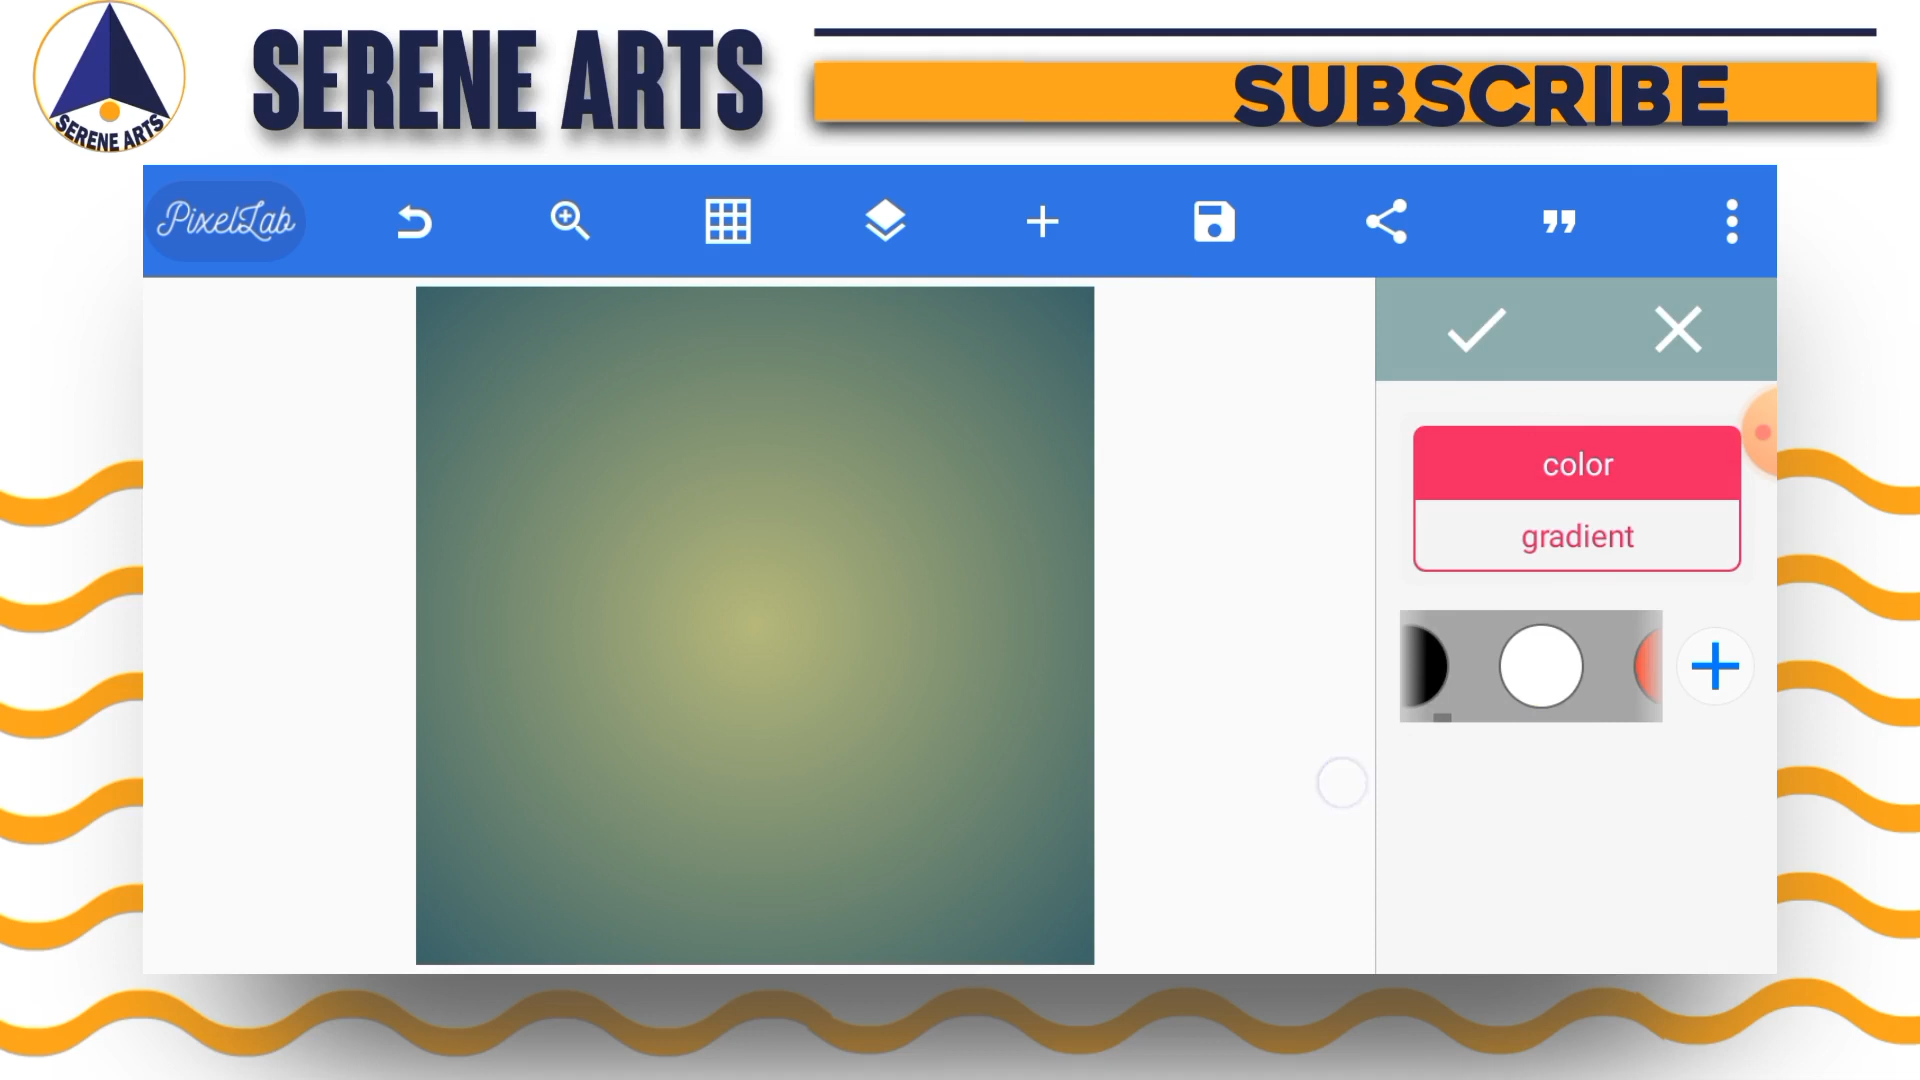 SERENE ARTS
SERENE ARTS
SUBSCRIBE
PixelLab
color
gradient